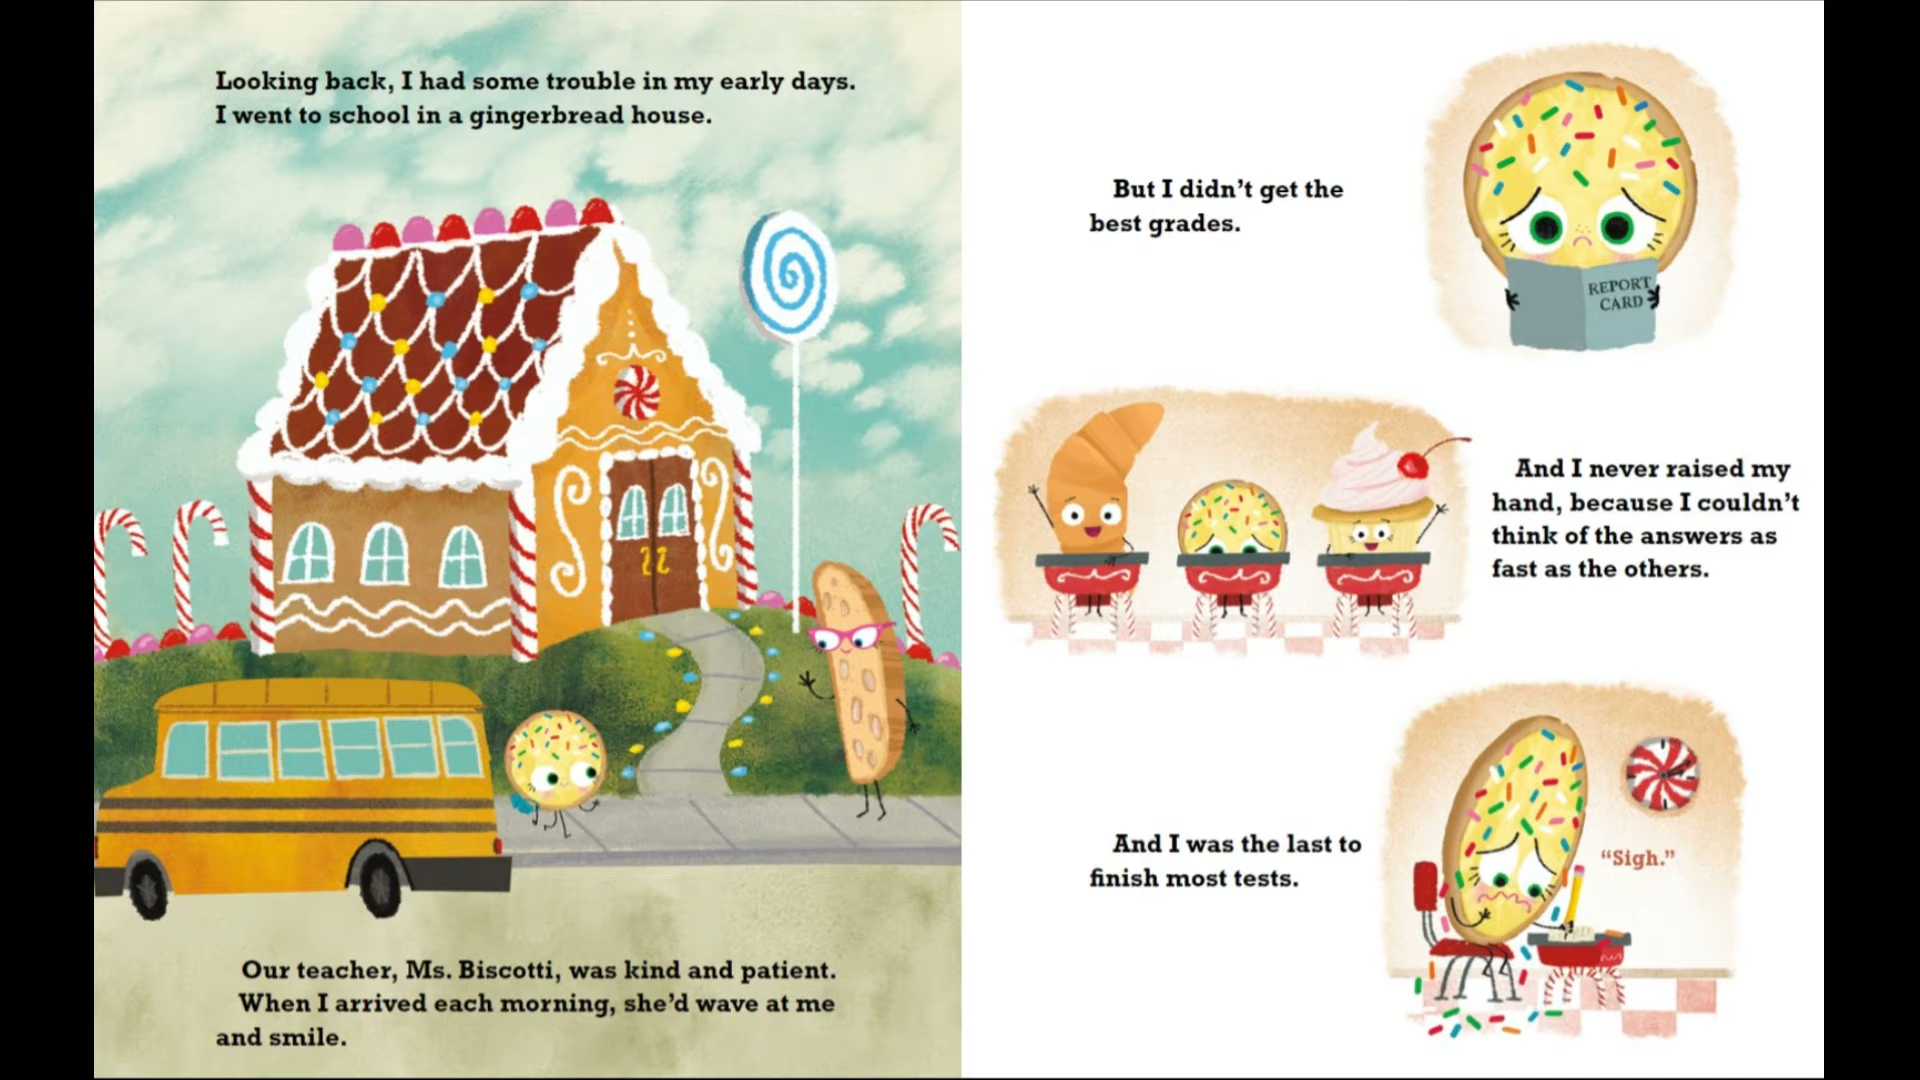 Looking back, I had some trouble in my early days.
I went to school in a gingerbread house.
Our teacher, Ms. Biscotti, was kind and patient.
When I arrived each morning, she’d wave at me
and smile.
But I didn’t get the
best grades.
REPORT
CARD
And I never raised my
hand, because I couldn’t
think of the answers as
fast as the others.
And I was the last to
finish most tests.
“Sigh.”